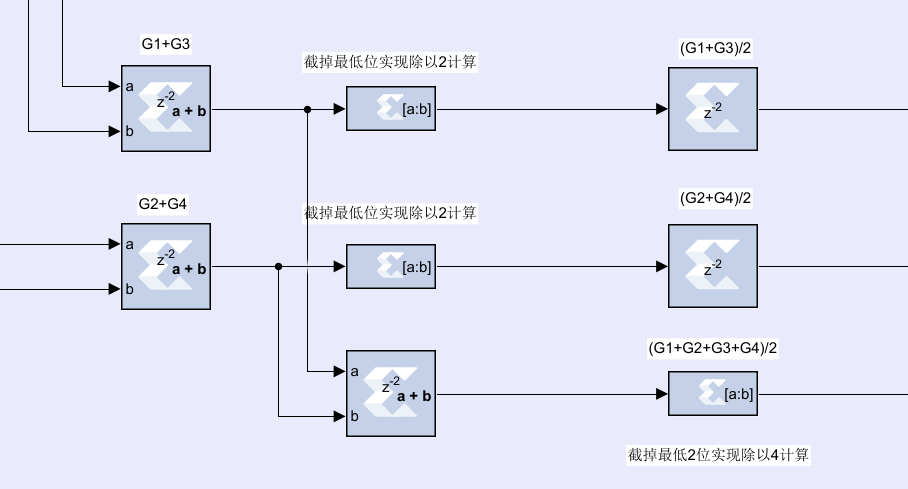 G1+G3
a
b
z-2
a + b
截掉最低位实现除以2计算
[a:b]
(G1+G3)/2
z-2
G2+G4
a
b
z-2
a + b
截掉最低位实现除以2计算
[a:b]
(G2+G4)/2
z-2
a
b
z-2
a + b
(G1+G2+G3+G4)/2
[a:b]
截掉最低2位实现除以4计算